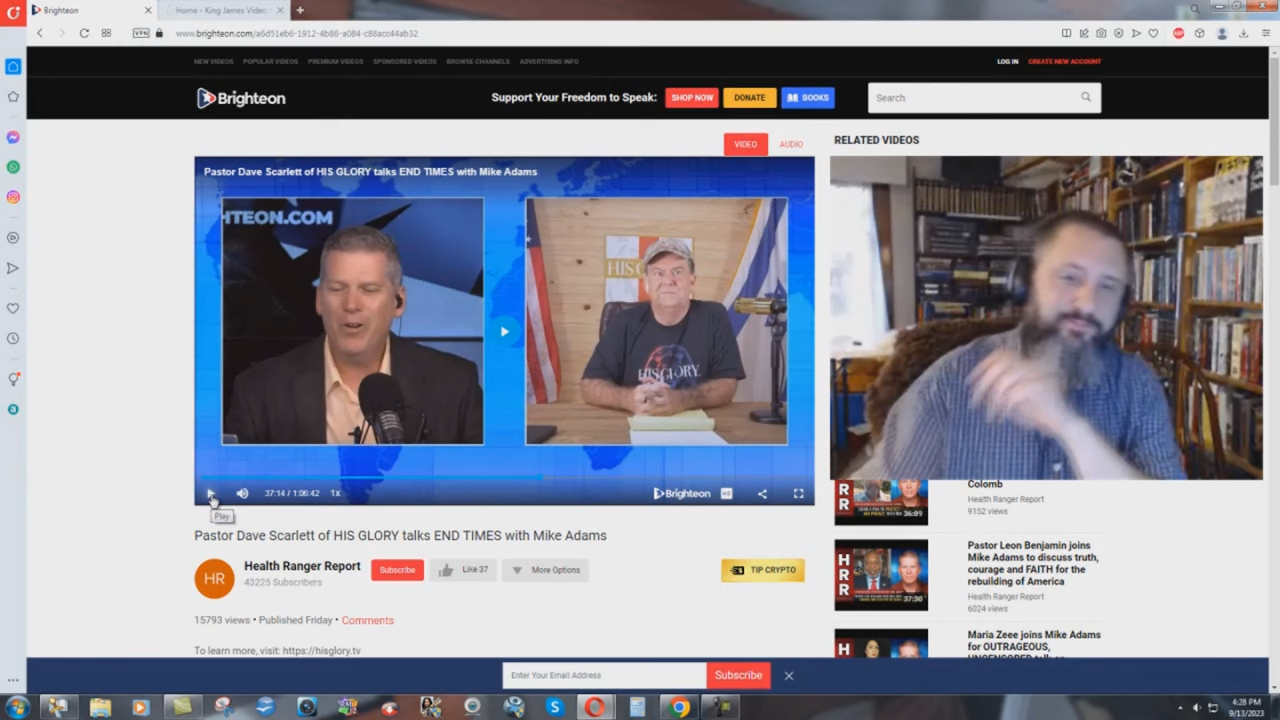 Brighteon
Home - King James Video
VPN
www.brighteon.com/a6d51eb6-1912-4b86-a084-c88acc44ab32
NEW VIDEOS POPULAR VIDEOS PREMIUM VIDEOS SPONSORED VIDEOS BROWSE CHANNELS ADVERTISING INFO
LOG IN CREATE NEW ACCOUNT
Brighteon
Support Your Freedom to Speak: SHOP NOW DONATE BOOKS
Search
VIDEO AUDIO
RELATED VIDEOS
Pastor Dave Scarlett of HIS GLORY talks END TIMES with Mike Adams
HTEON.COM
HIS GLORY
37:14 / 1:06:42 1x
Brighteon
HD
Play
Pastor Dave Scarlett of HIS GLORY talks END TIMES with Mike Adams
HR
Health Ranger Report
43225 Subscribers
Subscribe
Like 37
More Options
TIP CRYPTO
15793 views • Published Friday • Comments
To learn more, visit: https://hisglory.tv
Colomb
Health Ranger Report
9152 views
36:09
Pastor Leon Benjamin joins
Mike Adams to discuss truth,
courage and FAITH for the
rebuilding of America
Health Ranger Report
6024 views
HRR
37:30
Maria Zeee joins Mike Adams
for OUTRAGEOUS,
Enter Your Email Address
Subscribe
4:28 PM
9/13/2023